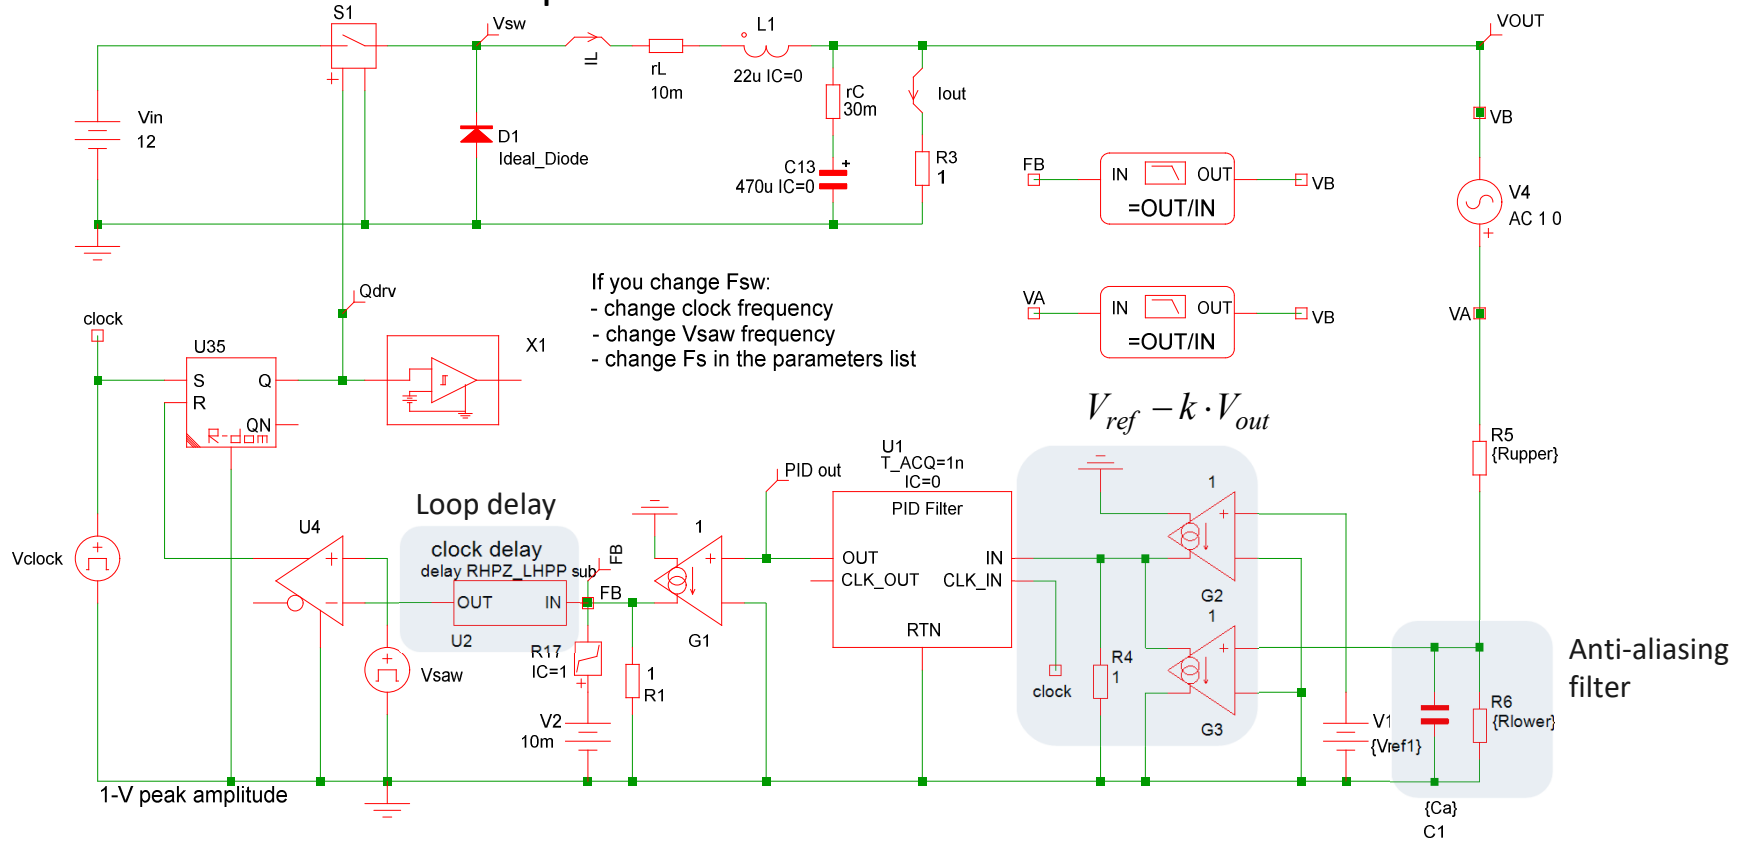 S1
Vsw
IL
rL
10m
L1
22u IC=0
VOUT
Vin
12
D1
Ideal_Diode
rC
30m
C13
470u IC=0
+
Iout
R3
1
VB
FB
IN
OUT
=OUT/IN
VB
V4
AC 1 0
+
If you change Fsw:
- change clock frequency
- change Vsaw frequency
- change Fs in the parameters list
VA
IN
OUT
=OUT/IN
VB
VA
Qdrv
clock
U35
S
Q
R
QN
R-dom
X1
Vref − k · Vout
R5
{Rupper}
U1
T_ACQ=1n
IC=0
PID Filter
OUT
IN
CLK_OUT
CLK_IN
RTN
PID out
Loop delay
clock delay
delay RHPZ_LHPP sub
OUT
IN
U2
FB
FB
1
G1
U4
Vclock
Vsaw
R17
IC=1
+
V2
10m
1
R1
clock
R4
1
1
G2
1
G3
V1
{Vref1}
R6
{Rlower}
Anti-aliasing
filter
{Ca}
C1
1-V peak amplitude